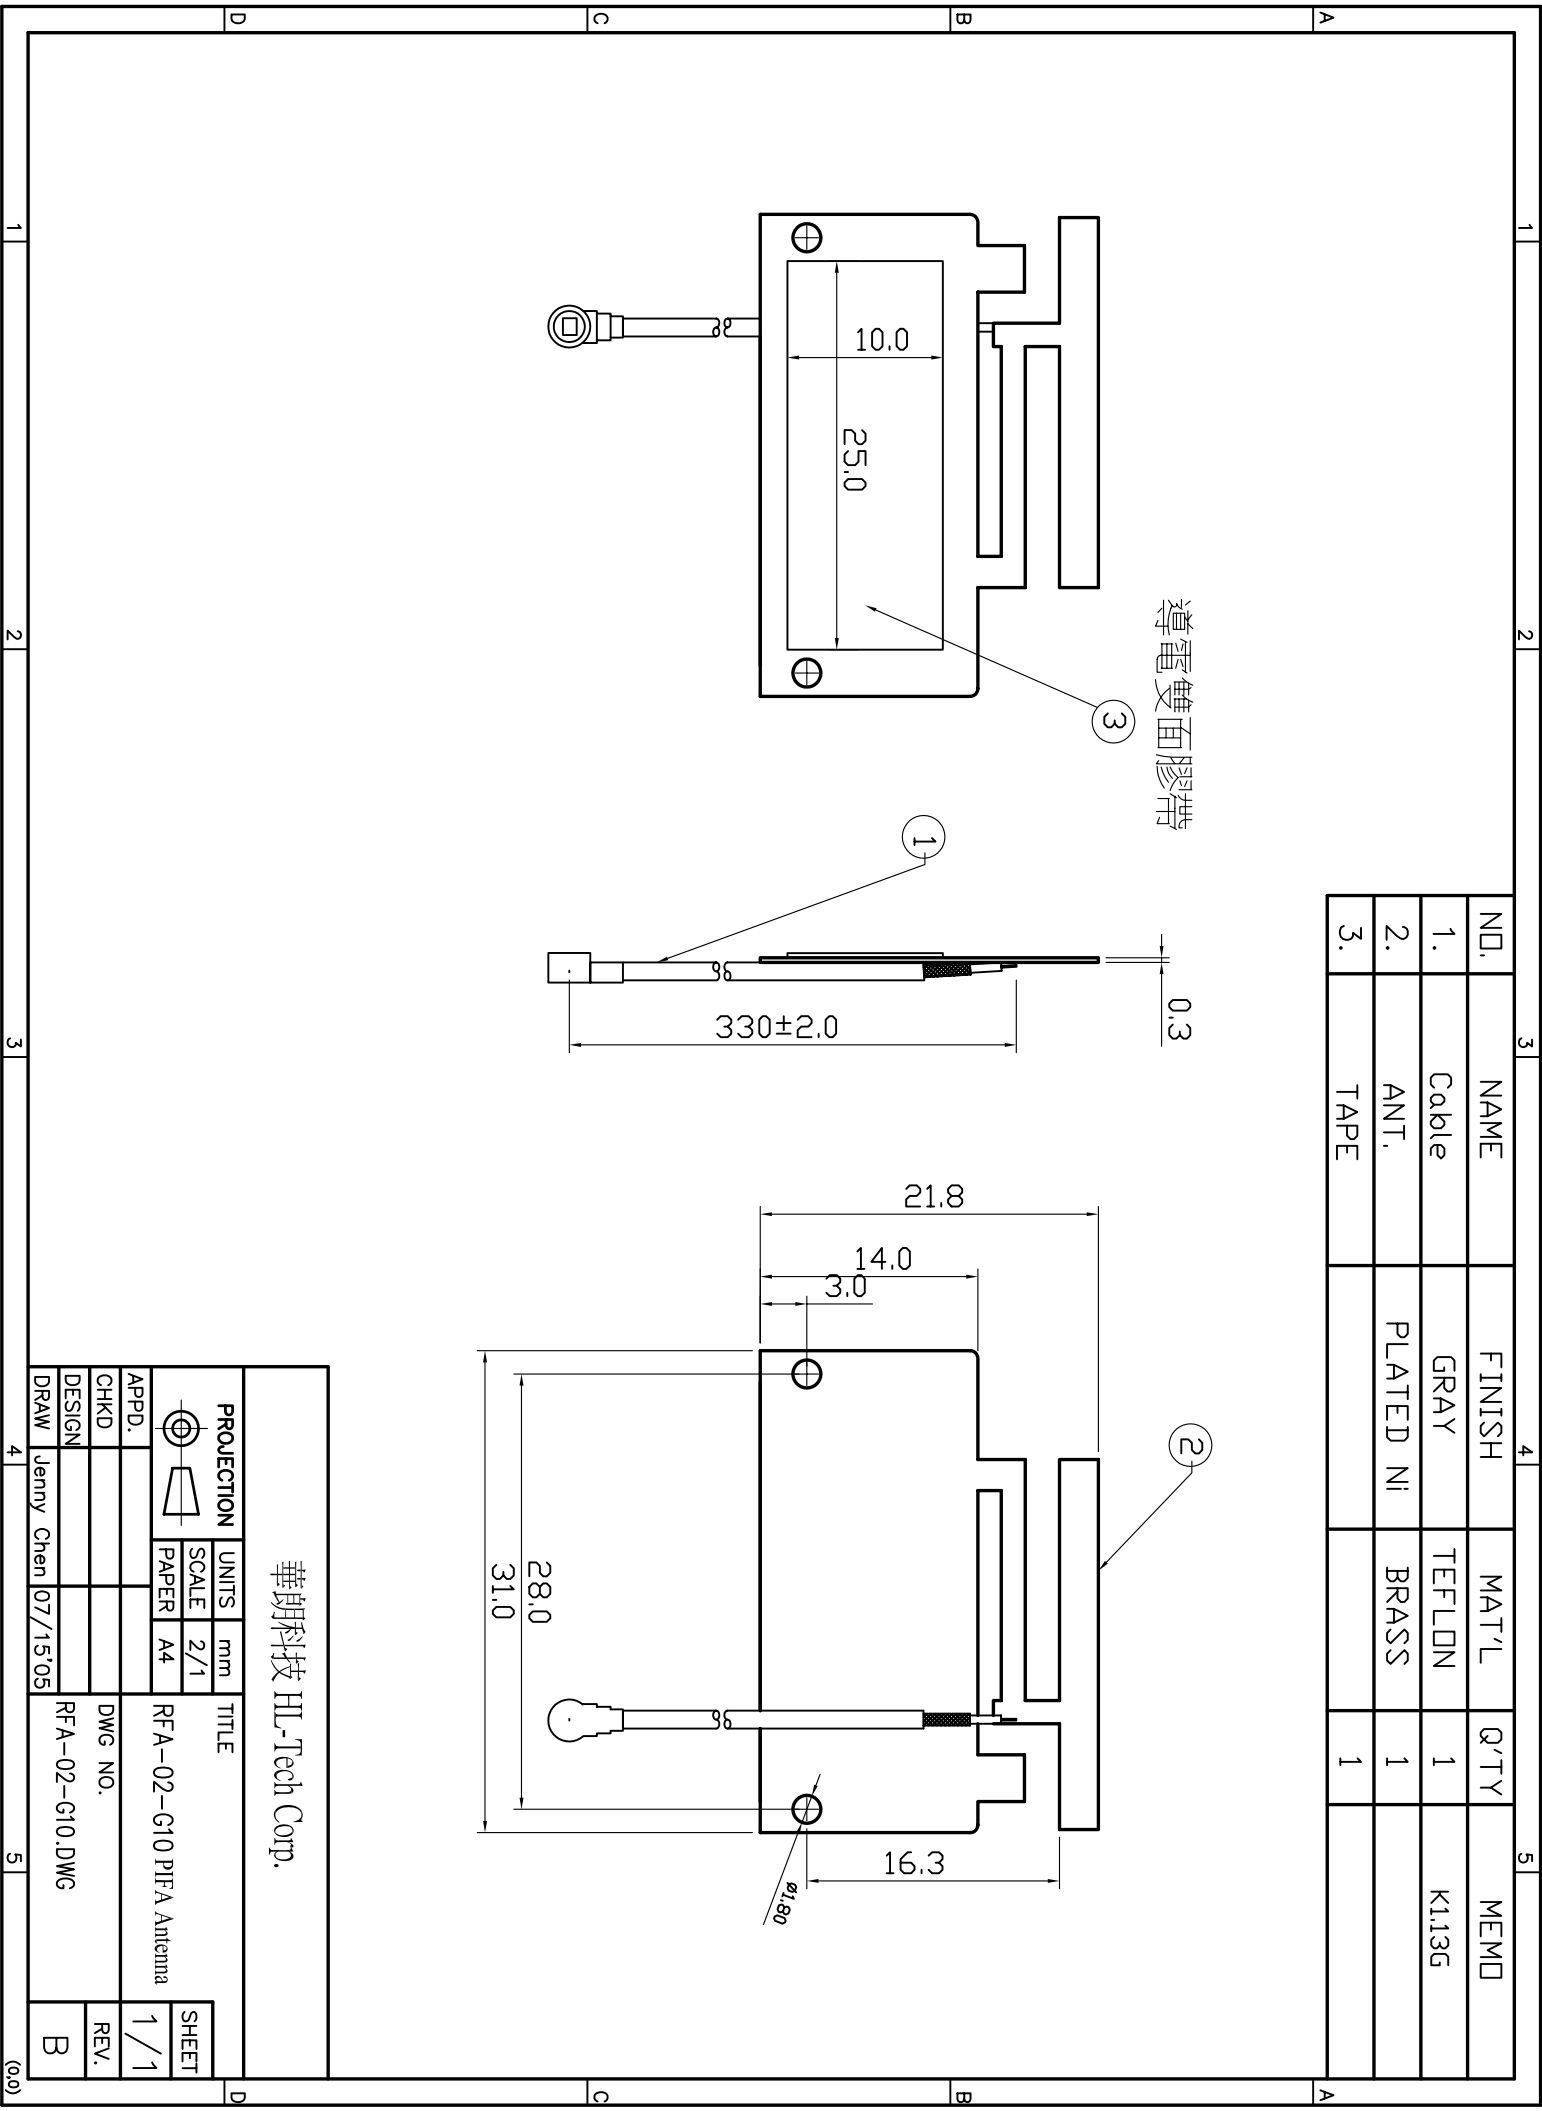 1 2 3 4 5
A A
B B
C C
D D
NO. NAME FINISH MAT'L Q'TY MEMO
1. Cable GRAY TEFLON 1 K1.13G
2. ANT. PLATED Ni BRASS 1
3. TAPE 1
導電雙面膠帶
3
10.0
25.0
1
0.3
330±2.0
2
21.8
14.0
3.0
16.3
ø1.80
28.0
31.0
華朗科技 HL-Tech Corp.
PROJECTION
UNITS mm
SCALE 2/1
PAPER A4
TITLE
RFA-02-G10 PIFA Antenna
SHEET
1/1
APPD.
CHKD
DESIGN
DRAW Jenny Chen 07/15'05
DWG NO.
RFA-02-G10.DWG
REV.
B
1 2 3 4 5
(0,0)